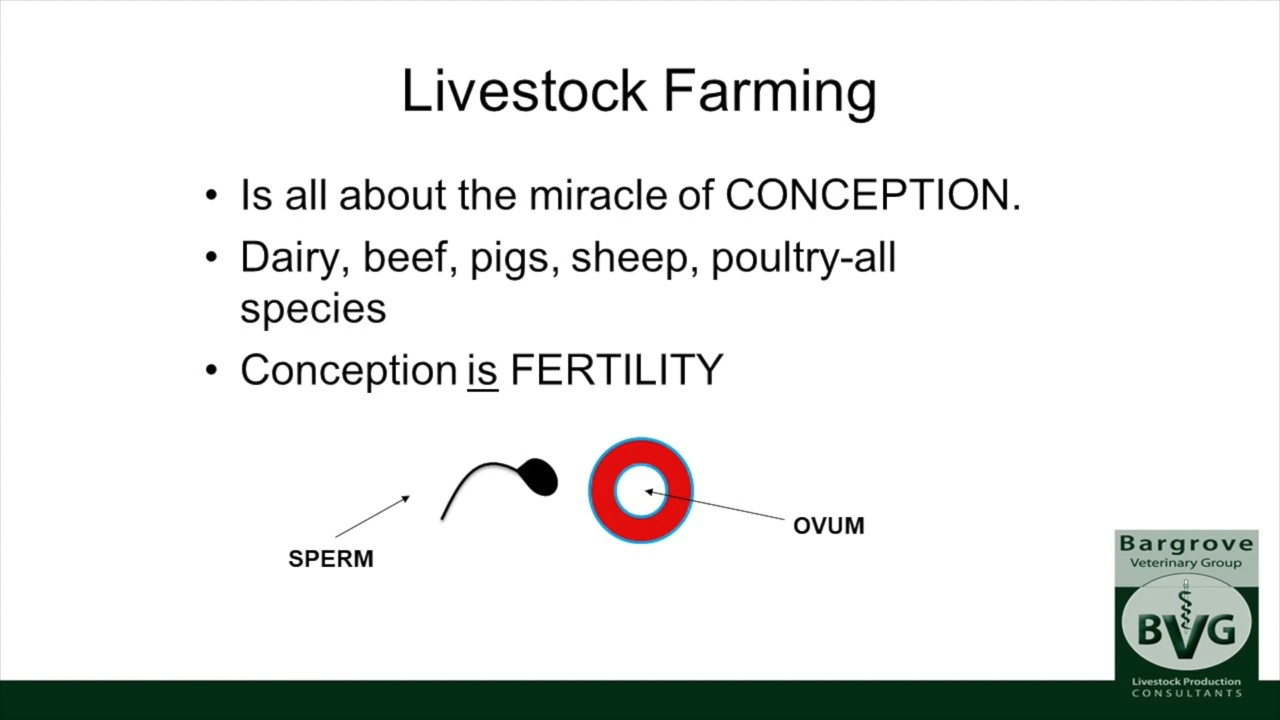 Livestock Farming
• Is all about the miracle of CONCEPTION.
• Dairy, beef, pigs, sheep, poultry-all
species
• Conception is FERTILITY
SPERM
OVUM
Bargrove
Veterinary Group
BVG
Livestock Production
CONSULTANTS